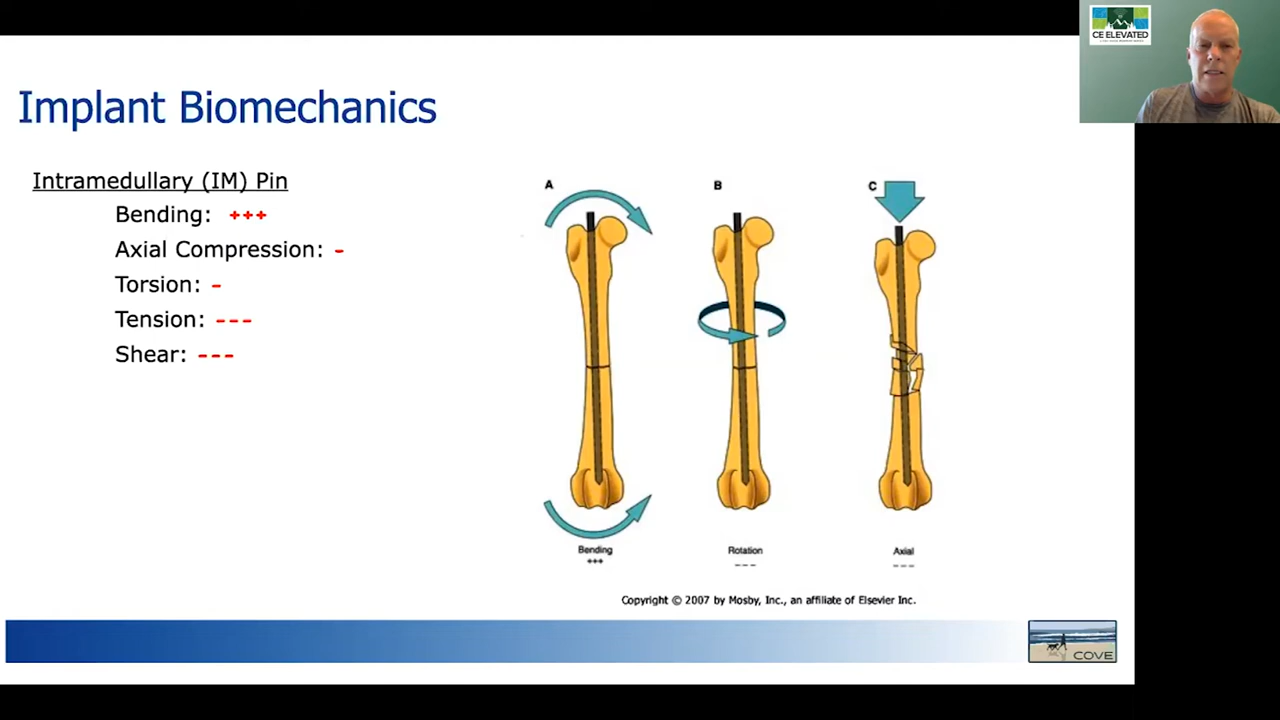 CE ELEVATED
Implant Biomechanics
Intramedullary (IM) Pin
Bending: +++
Axial Compression: -
Torsion: -
Tension: ---
Shear: ---
A
B
C
Bending
+++
Rotation
---
Axial
---
Copyright © 2007 by Mosby, Inc., an affiliate of Elsevier Inc.
COVE